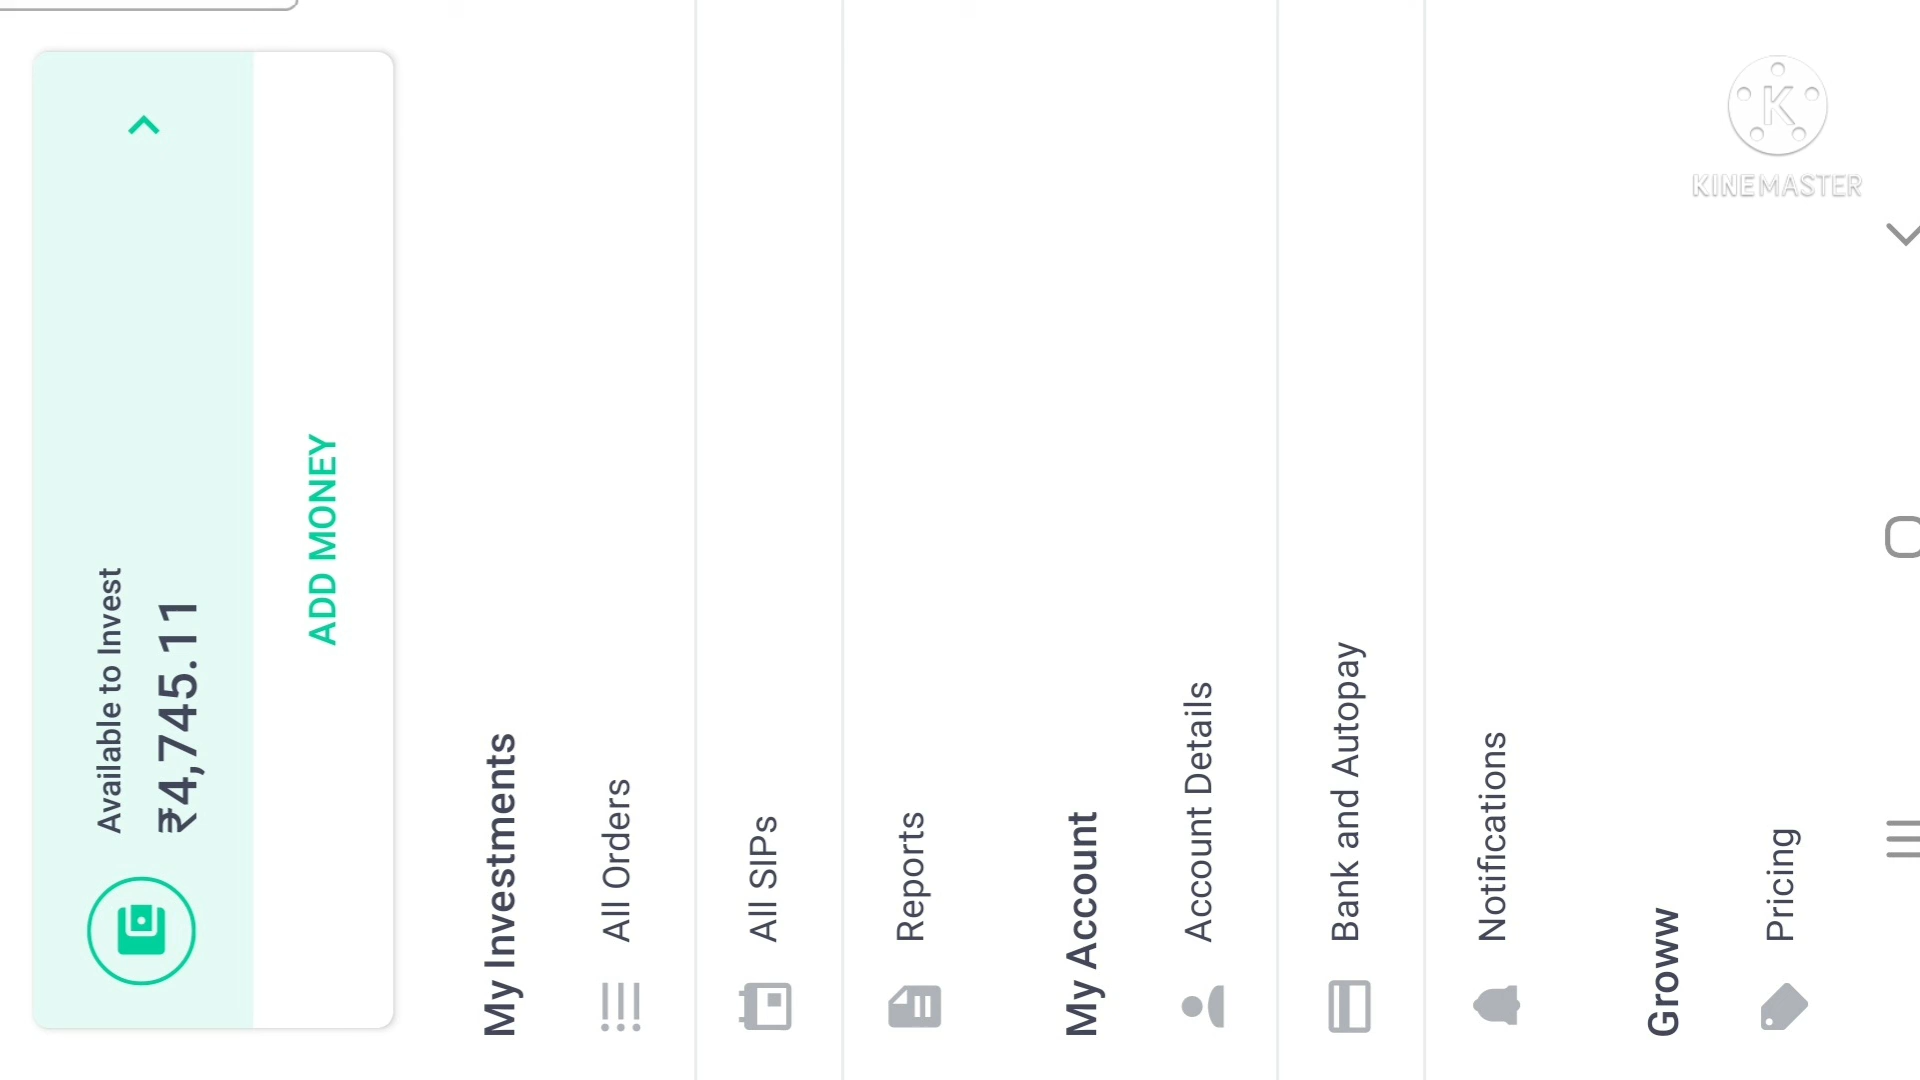 Available to Invest
₹4,745.11
ADD MONEY
My Investments
All Orders
All SIPs
Reports
My Account
Account Details
Bank and Autopay
Notifications
Groww
Pricing
K
KINEMASTER